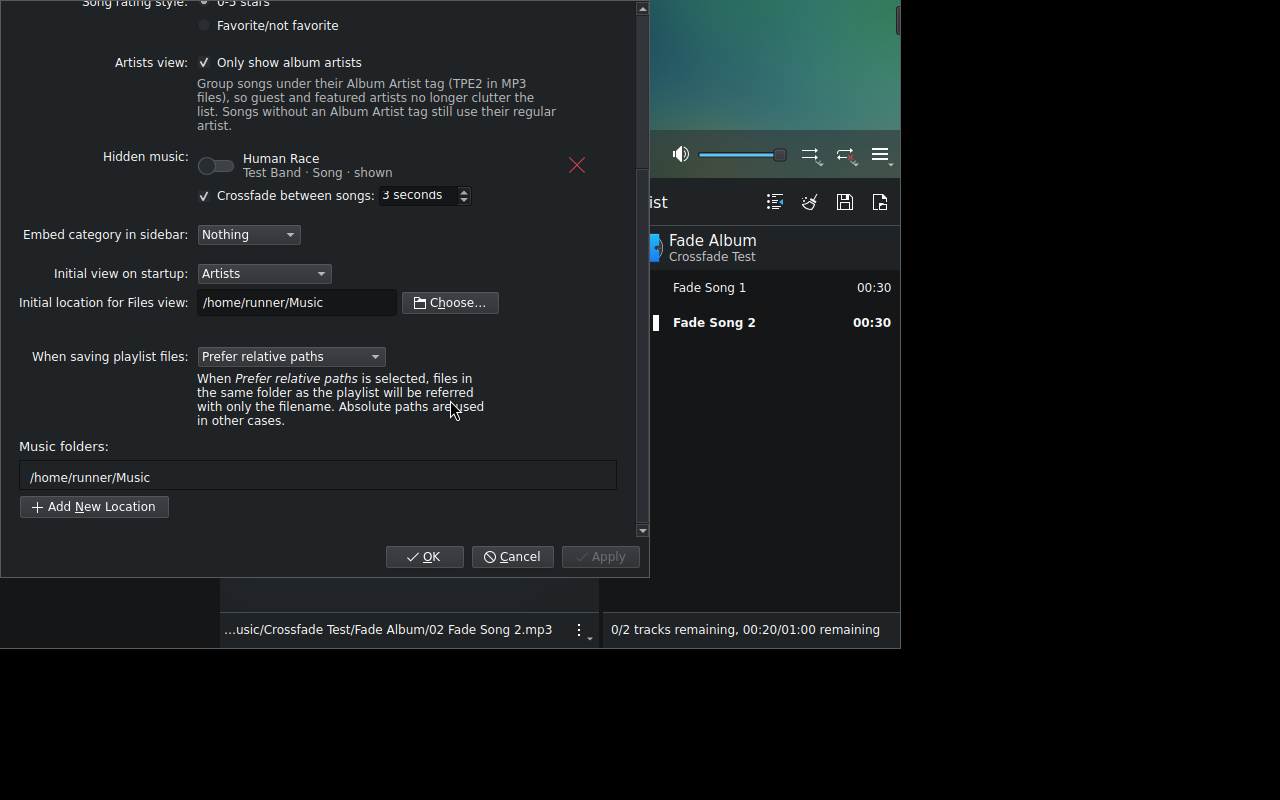 Song rating style:
0-5 stars
Favorite/not favorite
Artists view:
Only show album artists
Group songs under their Album Artist tag (TPE2 in MP3
files), so guest and featured artists no longer clutter the
list. Songs without an Album Artist tag still use their regular
artist.
Hidden music:
Human Race
Test Band · Song · shown
Crossfade between songs:
3 seconds
Embed category in sidebar:
Nothing
Initial view on startup:
Artists
Initial location for Files view:
/home/runner/Music
Choose...
When saving playlist files:
Prefer relative paths
When Prefer relative paths is selected, files in
the same folder as the playlist will be referred
with only the filename. Absolute paths are used
in other cases.
Music folders:
/home/runner/Music
Add New Location
OK
Cancel
Apply
ist
Fade Album
Crossfade Test
Fade Song 1
00:30
Fade Song 2
00:30
...usic/Crossfade Test/Fade Album/02 Fade Song 2.mp3
0/2 tracks remaining, 00:20/01:00 remaining